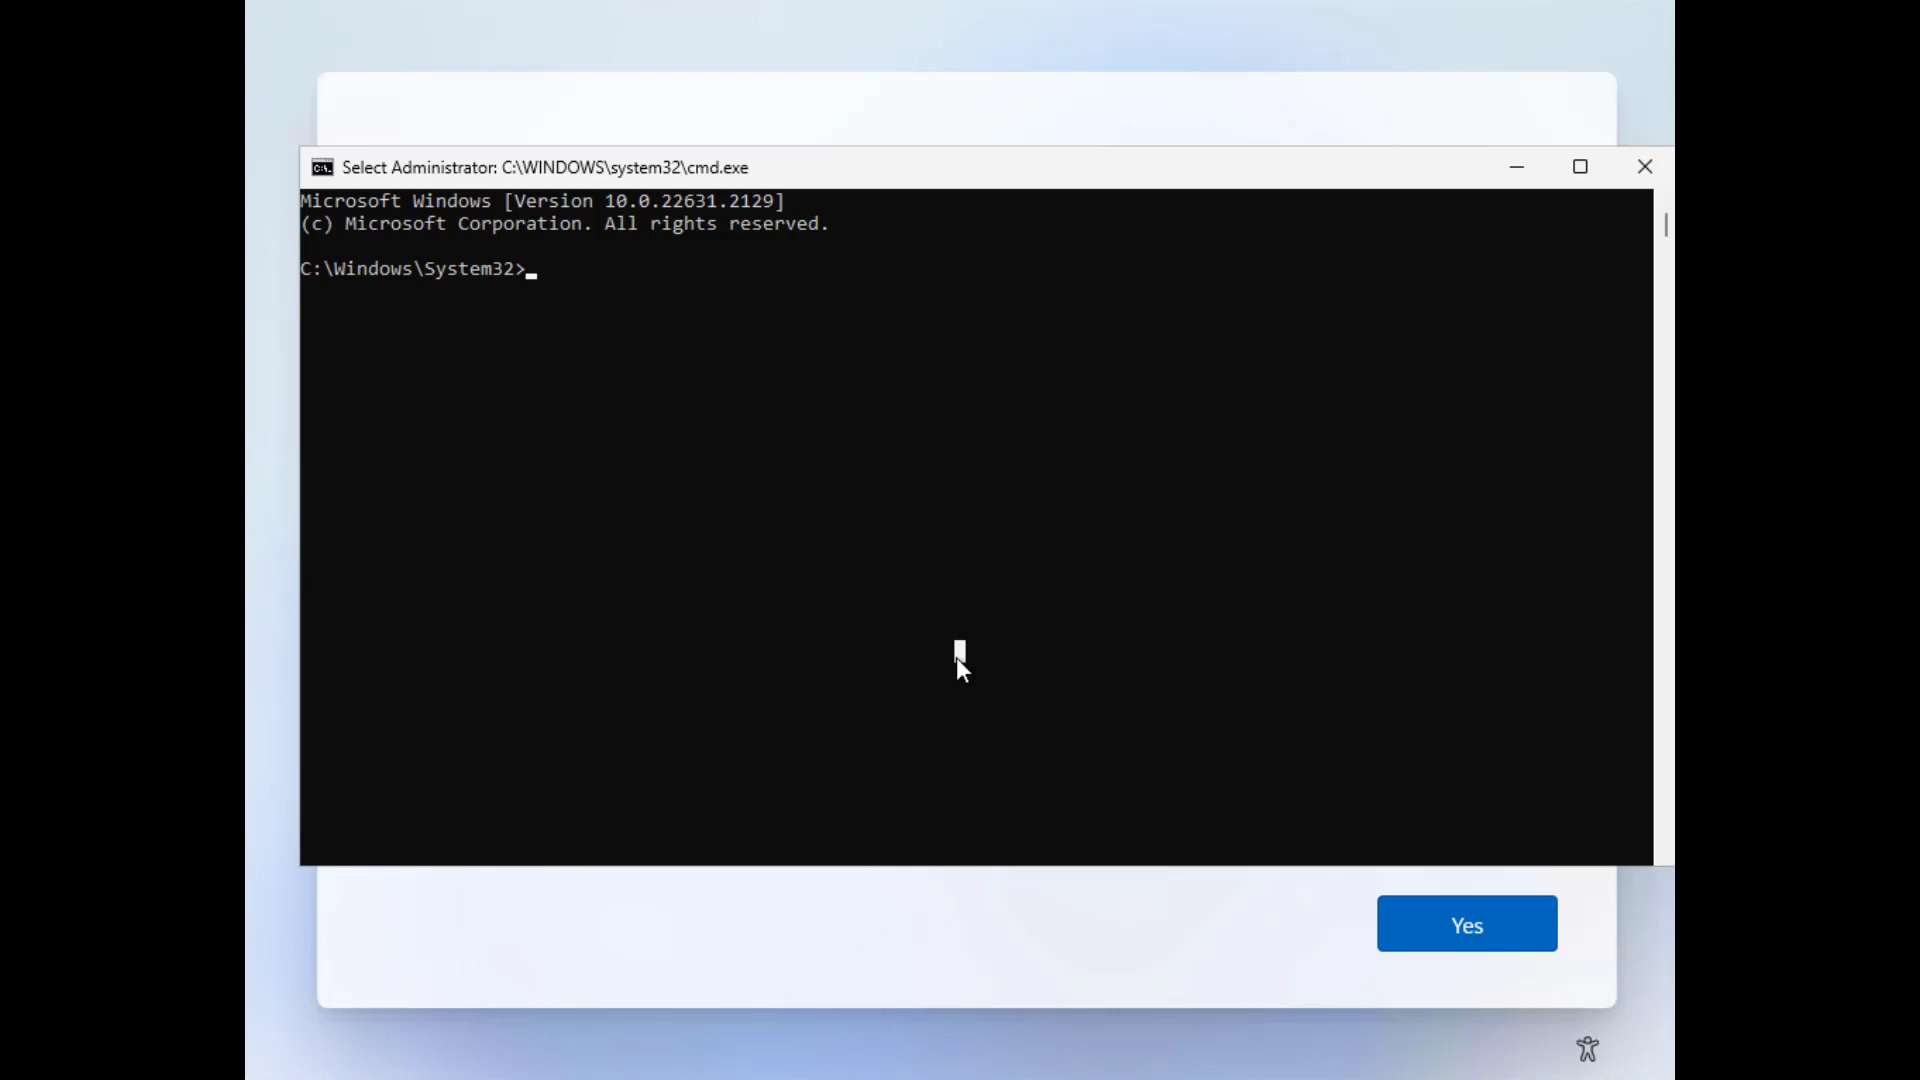 Select Administrator: C:\WINDOWS\system32\cmd.exe
Microsoft Windows [Version 10.0.22631.2129]
(c) Microsoft Corporation. All rights reserved.
C:\Windows\System32>
Yes